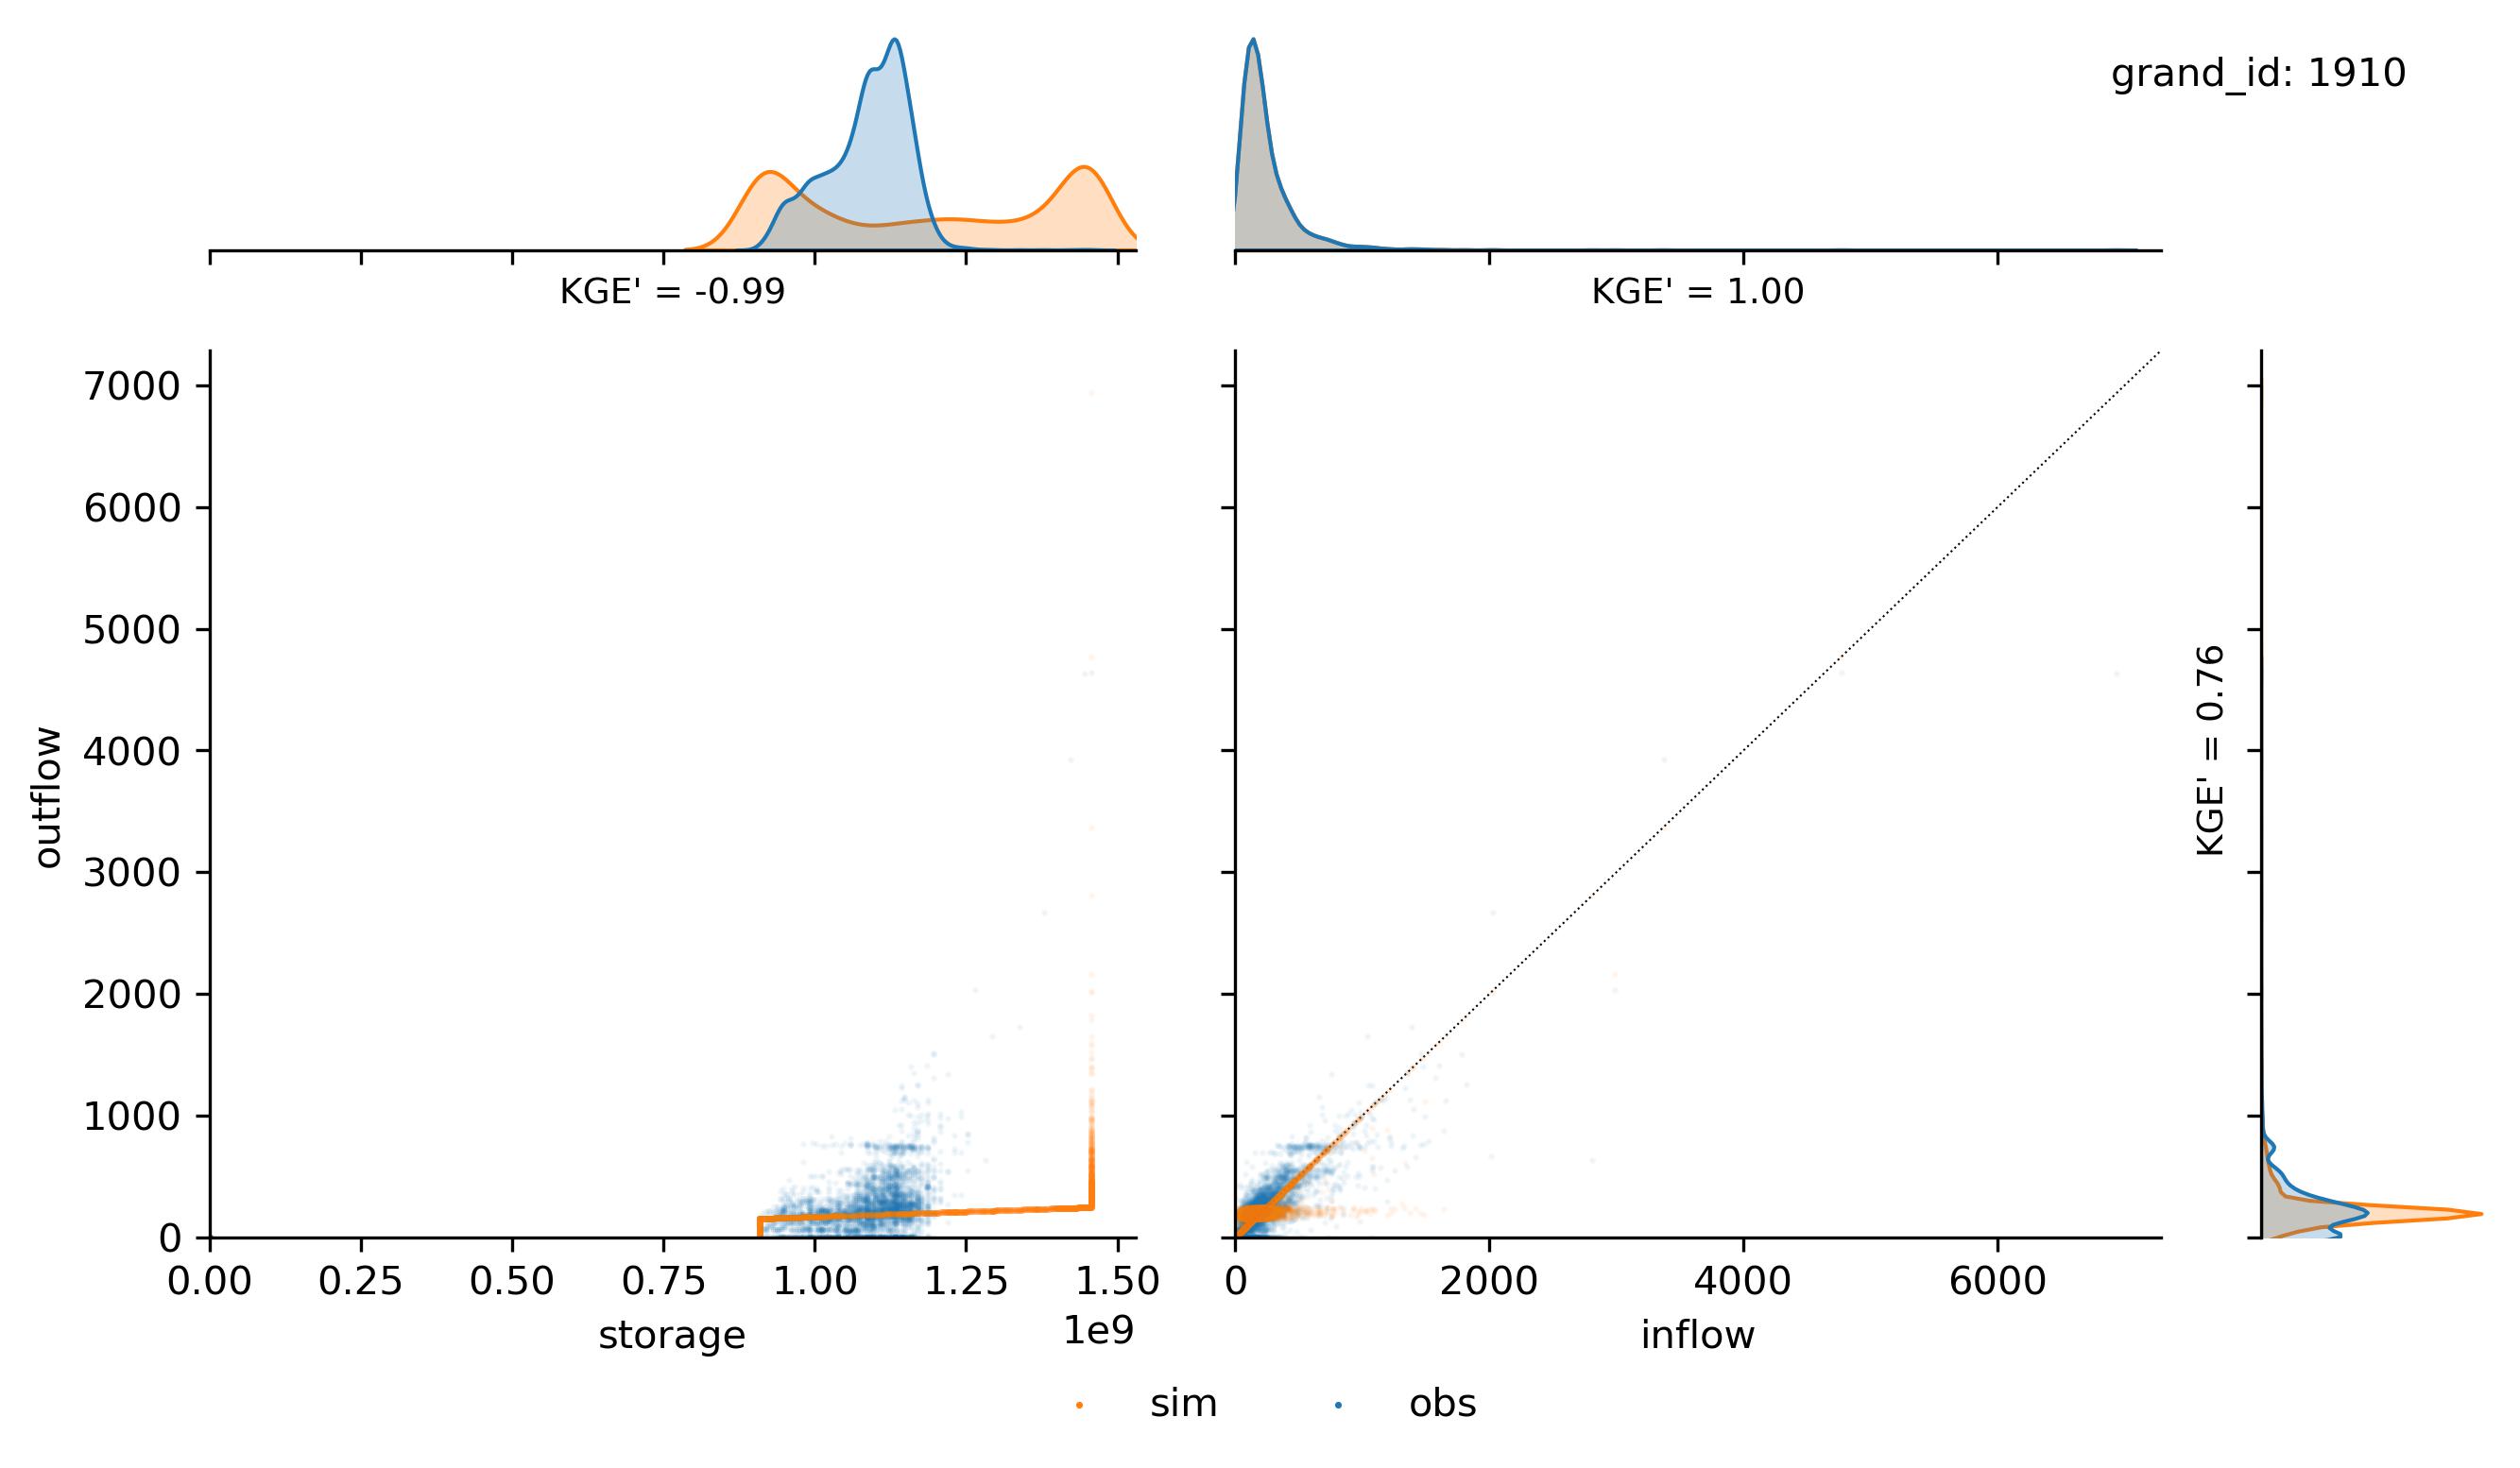 grand_id: 1910
KGE' = -0.99
KGE' = 1.00
7000
6000
5000
4000
3000
2000
1000
0
outflow
KGE' = 0.76
0.00 0.25 0.50 0.75 1.00 1.25 1.50
1e9
storage
0 2000 4000 6000
inflow
sim obs